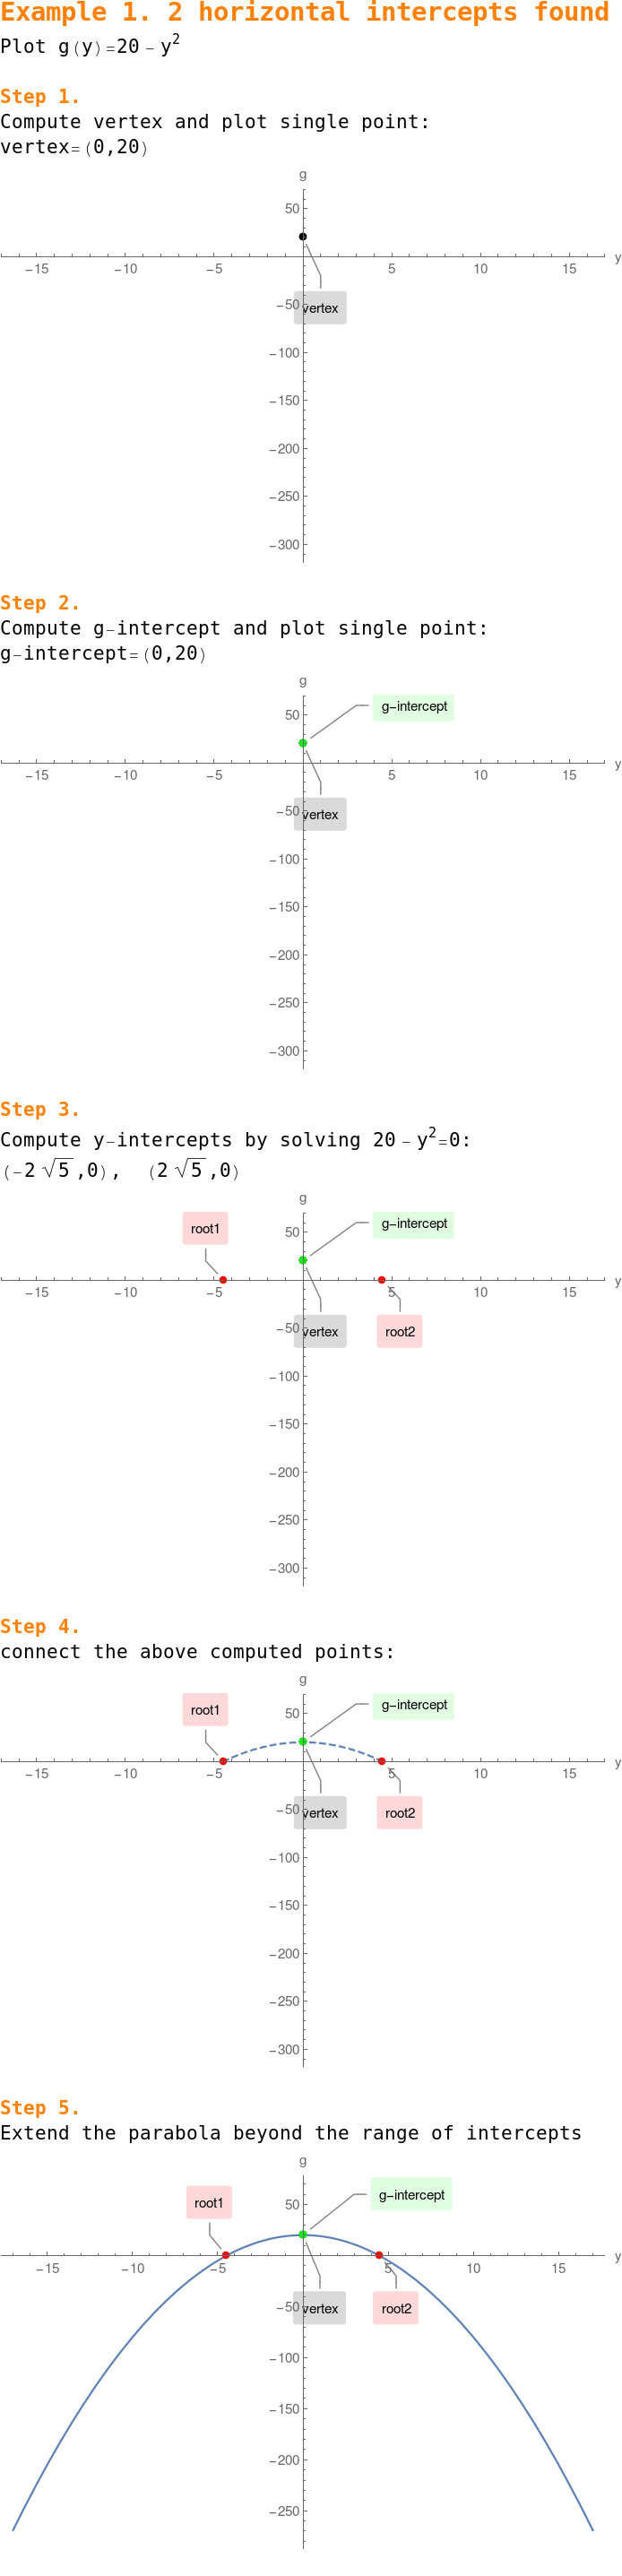 Example 1. 2 horizontal intercepts found
Plot g(y)=20 − y²
Step 1.
Compute vertex and plot single point:
vertex=(0,20)
g
50
−15 −10 −5 5 10 15 y
−50 vertex
−100
−150
−200
−250
−300
Step 2.
Compute g−intercept and plot single point:
g−intercept=(0,20)
g
g−intercept
50
−15 −10 −5 5 10 15 y
−50 vertex
−100
−150
−200
−250
−300
Step 3.
Compute y−intercepts by solving 20 − y²=0:
(−2 √5,0), (2 √5,0)
g
root1 50 g−intercept
−15 −10 −5 5 10 15 y
−50 vertex root2
−100
−150
−200
−250
−300
Step 4.
connect the above computed points:
g
root1 50 g−intercept
−15 −10 −5 5 10 15 y
−50 vertex root2
−100
−150
−200
−250
−300
Step 5.
Extend the parabola beyond the range of intercepts
g
root1 50 g−intercept
−15 −10 −5 5 10 15 y
−50 vertex root2
−100
−150
−200
−250